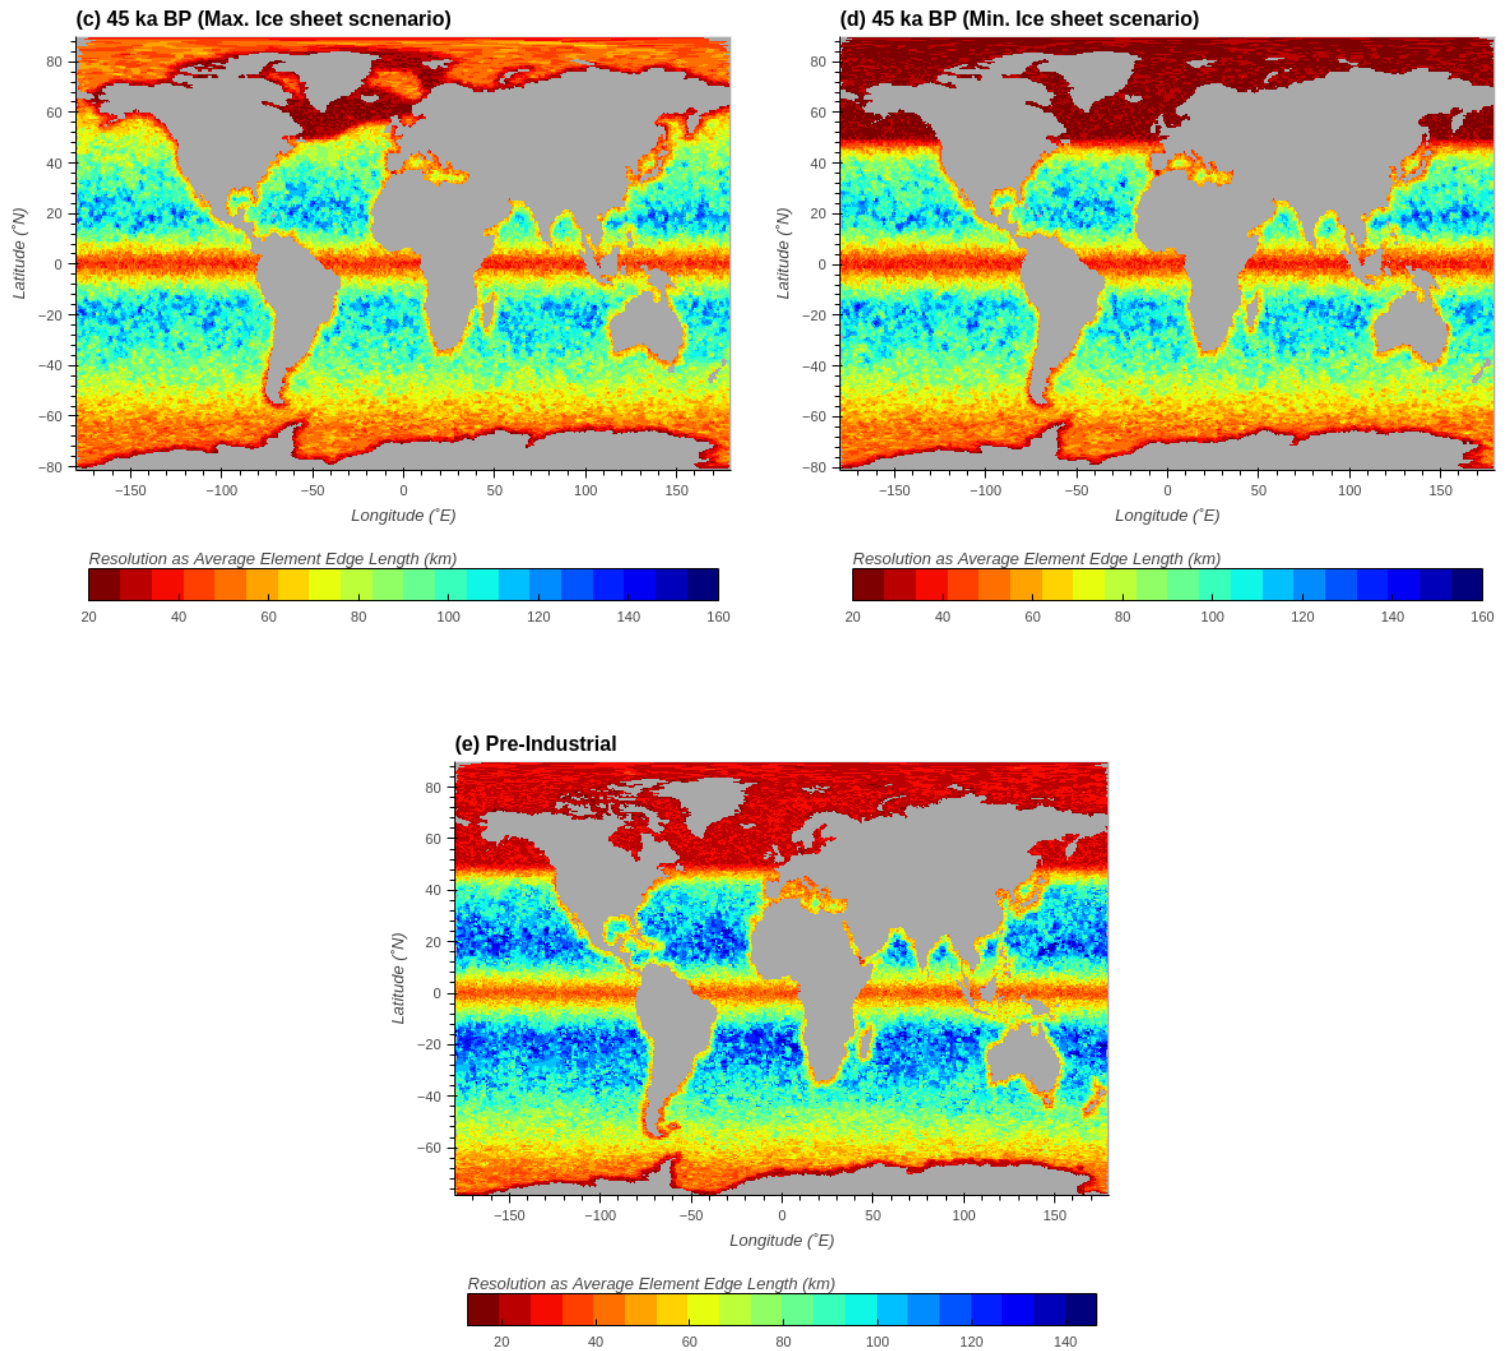 (c) 45 ka BP (Max. Ice sheet scnenario)
80
60
40
20
0
−20
−40
−60
−80
Latitude (˚N)
−150 −100 −50 0 50 100 150
Longitude (˚E)
Resolution as Average Element Edge Length (km)
20 40 60 80 100 120 140 160
(d) 45 ka BP (Min. Ice sheet scenario)
80
60
40
20
0
−20
−40
−60
−80
Latitude (˚N)
−150 −100 −50 0 50 100 150
Longitude (˚E)
Resolution as Average Element Edge Length (km)
20 40 60 80 100 120 140 160
(e) Pre-Industrial
80
60
40
20
0
−20
−40
−60
Latitude (˚N)
−150 −100 −50 0 50 100 150
Longitude (˚E)
Resolution as Average Element Edge Length (km)
20 40 60 80 100 120 140